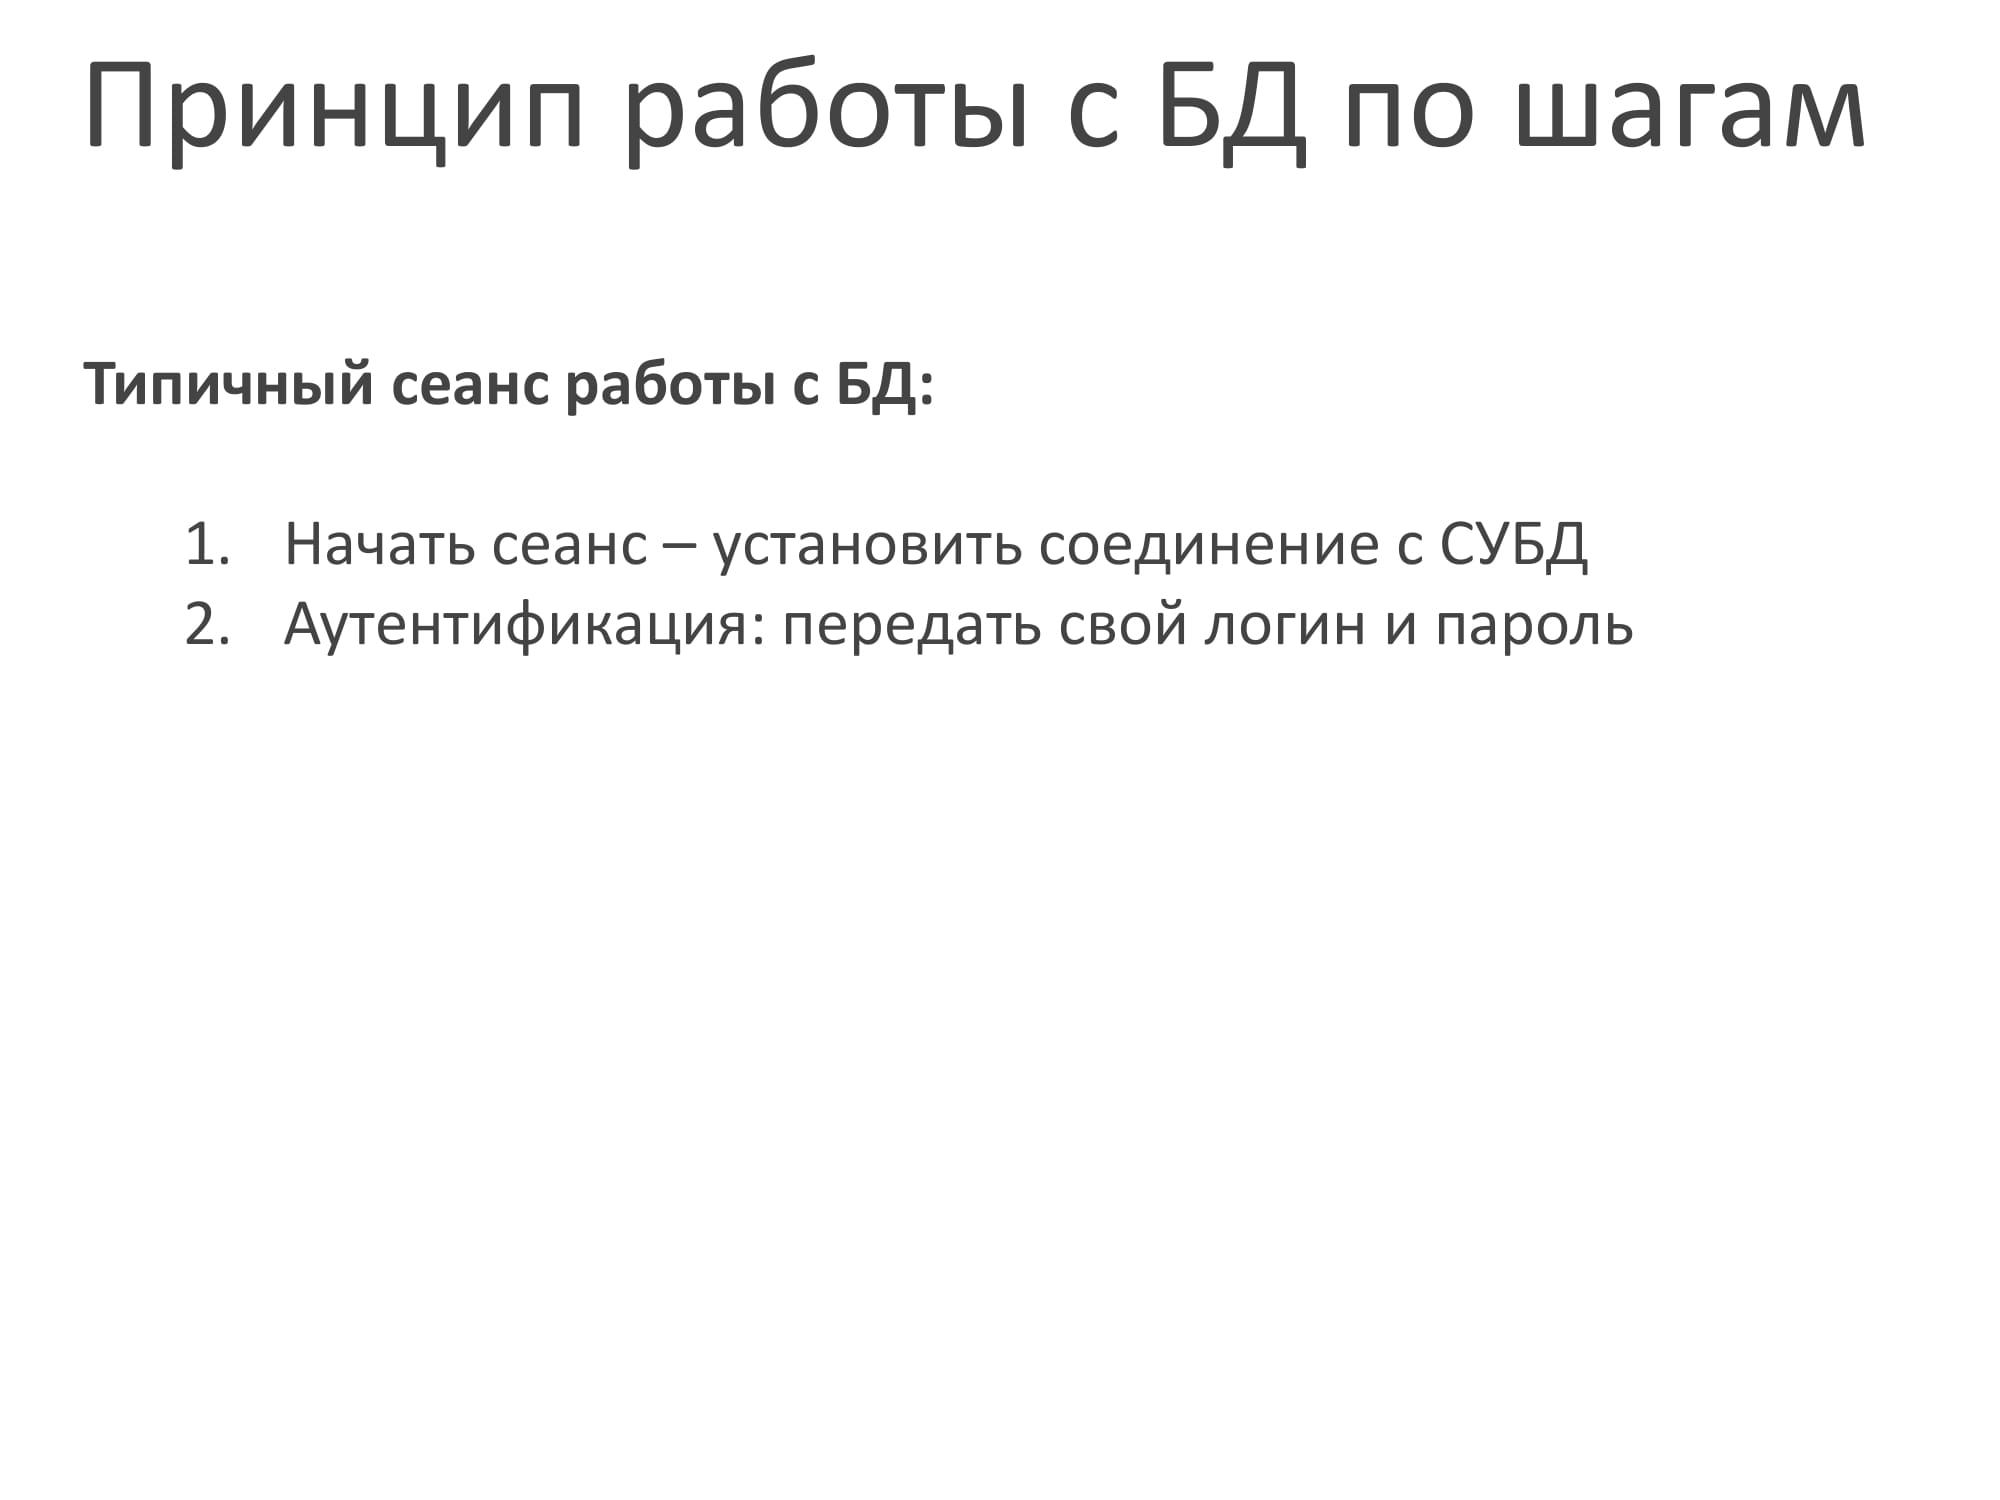 Принцип работы с БД по шагам
Типичный сеанс работы с БД:
1. Начать сеанс – установить соединение с СУБД
2. Аутентификация: передать свой логин и пароль